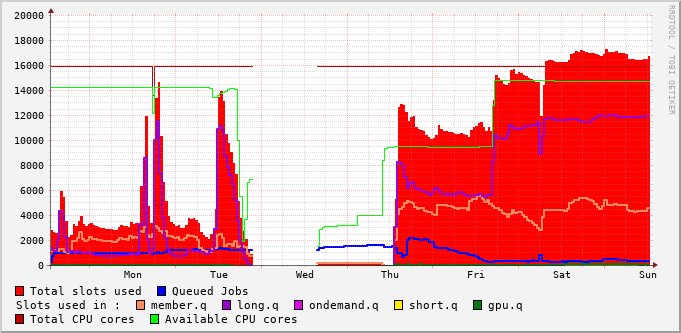 20000
18000
16000
14000
12000
10000
8000
6000
4000
2000
0
Mon Tue Wed Thu Fri Sat Sun
RRDTOOL / TOBI OETIKER
Total slots used Queued Jobs
Slots used in : member.q long.q ondemand.q short.q gpu.q
Total CPU cores Available CPU cores